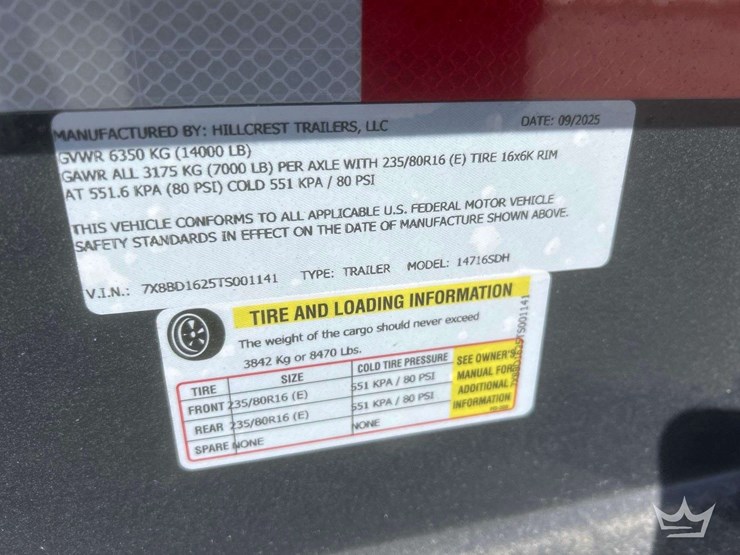 MANUFACTURED BY: HILLCREST TRAILERS, LLC DATE: 09/2025
GVWR 6350 KG (14000 LB)
GAWR ALL 3175 KG (7000 LB) PER AXLE WITH 235/80R16 (E) TIRE 16x6K RIM
AT 551.6 KPA (80 PSI) COLD 551 KPA / 80 PSI
THIS VEHICLE CONFORMS TO ALL APPLICABLE U.S. FEDERAL MOTOR VEHICLE
SAFETY STANDARDS IN EFFECT ON THE DATE OF MANUFACTURE SHOWN ABOVE.
V.I.N.: 7X8BD1625TS001141 TYPE: TRAILER MODEL: 14716SDH
TIRE AND LOADING INFORMATION
The weight of the cargo should never exceed
3842 Kg or 8470 Lbs.
TIRE SIZE COLD TIRE PRESSURE
FRONT 235/80R16 (E) 551 KPA / 80 PSI
REAR 235/80R16 (E) 551 KPA / 80 PSI
SPARE NONE NONE
SEE OWNER'S
MANUAL FOR
ADDITIONAL
INFORMATION
7X8BD1625TS001141